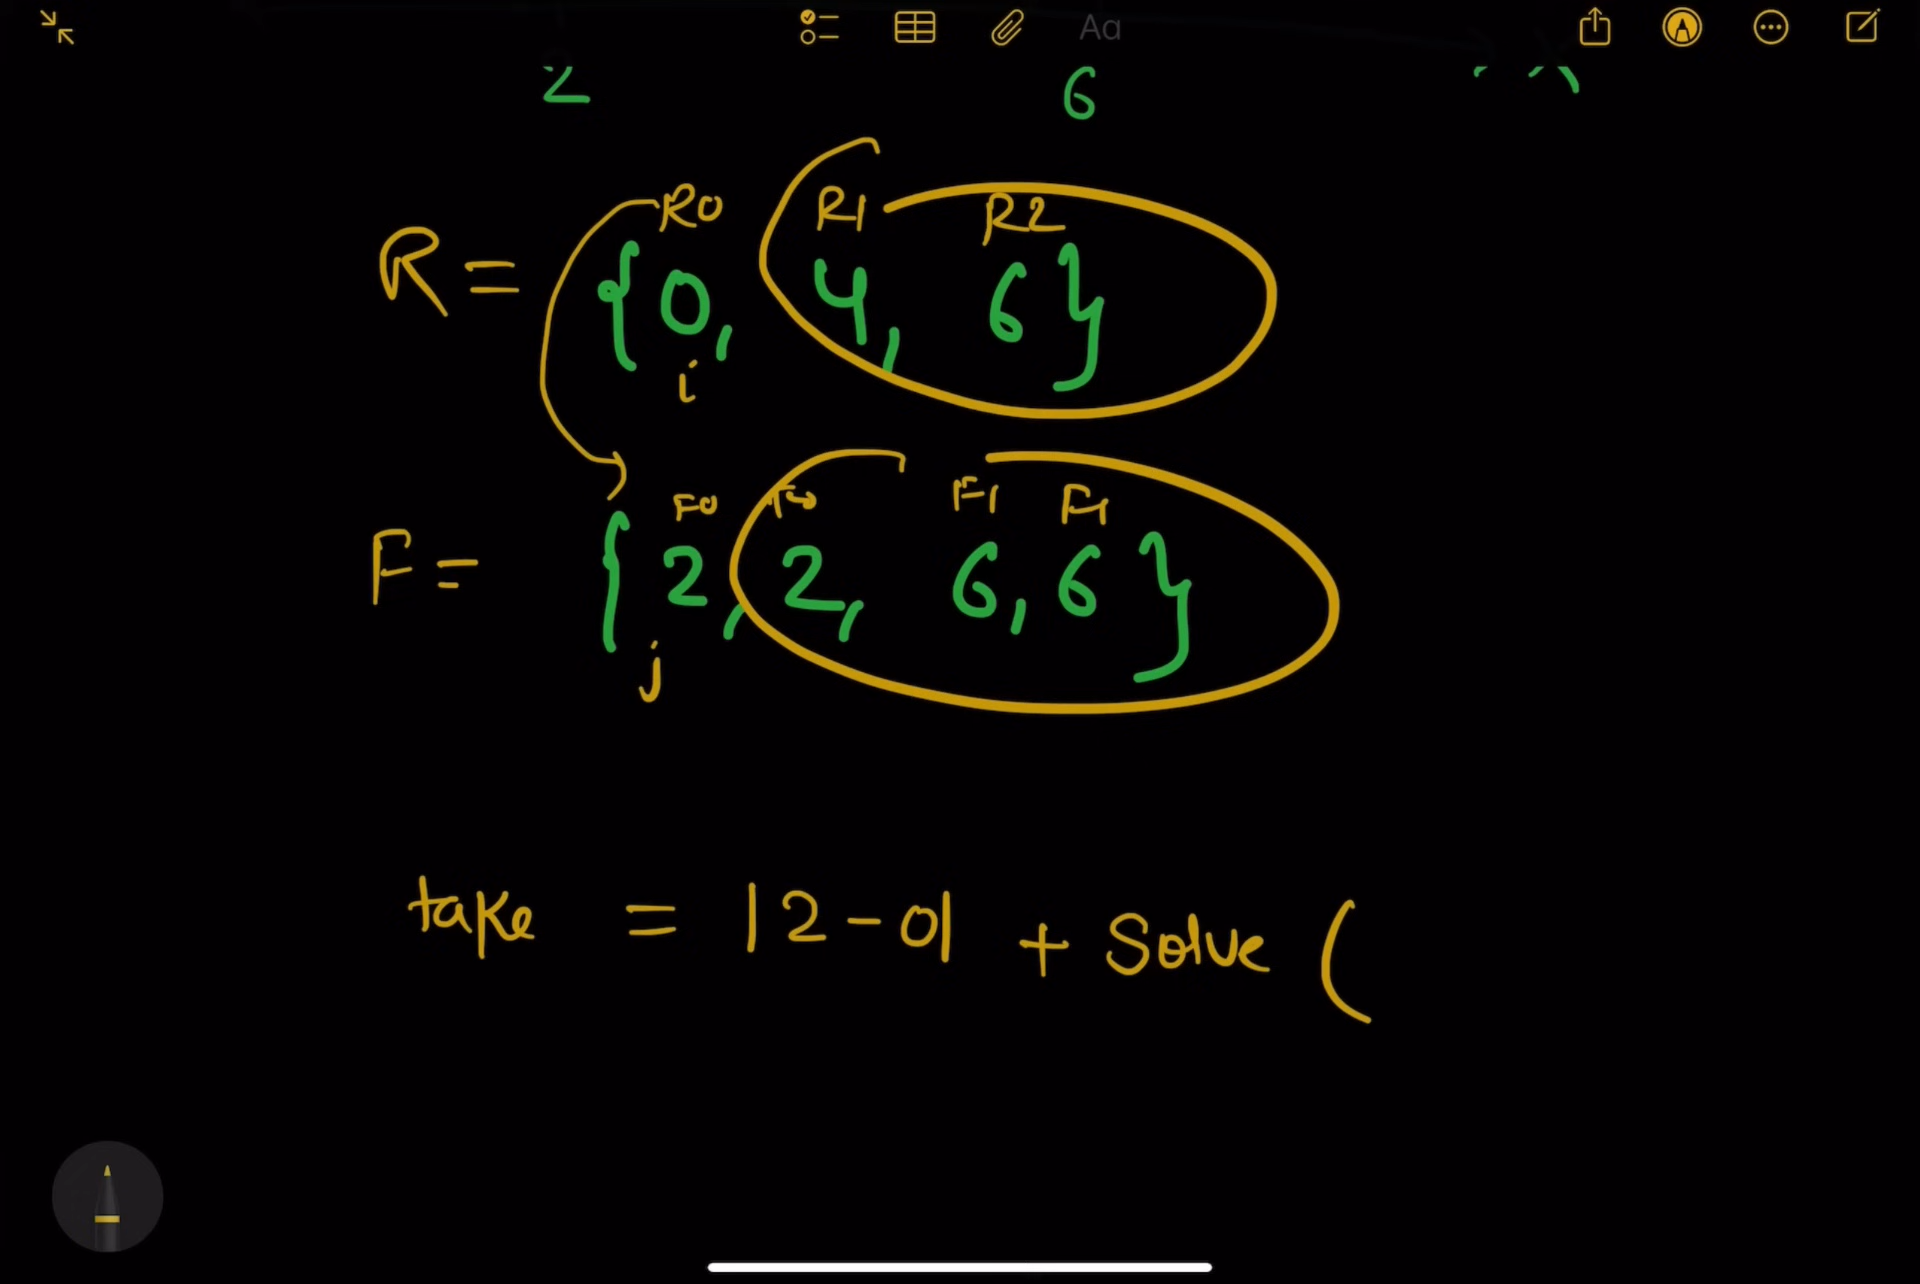 Aa
2 6
R0 R1 R2
R = {0, 4, 6}
i
F0 F1 F1
F = {2, 2, 6, 6}
j
take = |2-0| + Solve (